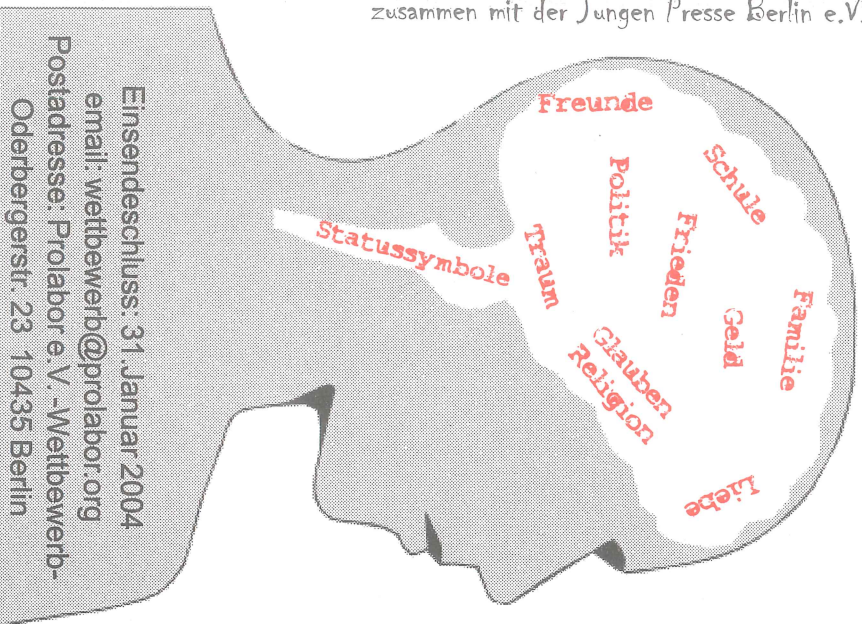 zusammen mit der Jungen Presse Berlin e.V.
Freunde
Schule
Politik
Frieden
Familie
Statussymbole
Traum
Geld
Glauben
Religion
Liebe
Einsendeschluss: 31.Januar 2004
email: wettbewerb@prolabor.org
Postadresse: Prolabor e.V. -Wettbewerb-
Oderbergerstr. 23 10435 Berlin